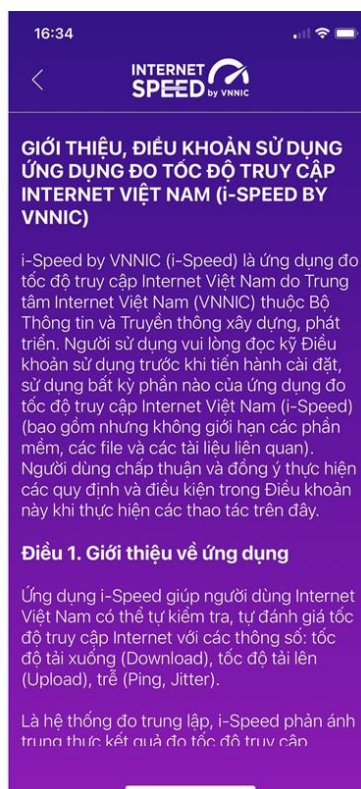 16:34
INTERNET
SPEED by VNNIC
GIỚI THIỆU, ĐIỀU KHOẢN SỬ DỤNG
ỨNG DỤNG ĐO TỐC ĐỘ TRUY CẬP
INTERNET VIỆT NAM (i-SPEED BY
VNNIC)
i-Speed by VNNIC (i-Speed) là ứng dụng đo
tốc độ truy cập Internet Việt Nam do Trung
tâm Internet Việt Nam (VNNIC) thuộc Bộ
Thông tin và Truyền thông xây dựng, phát
triển. Người sử dụng vui lòng đọc kỹ Điều
khoản sử dụng trước khi tiến hành cài đặt,
sử dụng bất kỳ phần nào của ứng dụng đo
tốc độ truy cập Internet Việt Nam (i-Speed)
(bao gồm nhưng không giới hạn các phần
mềm, các file và các tài liệu liên quan).
Người dùng chấp thuận và đồng ý thực hiện
các quy định và điều kiện trong Điều khoản
này khi thực hiện các thao tác trên đây.
Điều 1. Giới thiệu về ứng dụng
Ứng dụng i-Speed giúp người dùng Internet
Việt Nam có thể tự kiểm tra, tự đánh giá tốc
độ truy cập Internet với các thông số: tốc
độ tải xuống (Download), tốc độ tải lên
(Upload), trễ (Ping, Jitter).
Là hệ thống đo trung lập, i-Speed phản ánh
trung thực kết quả đo tốc độ truy cập